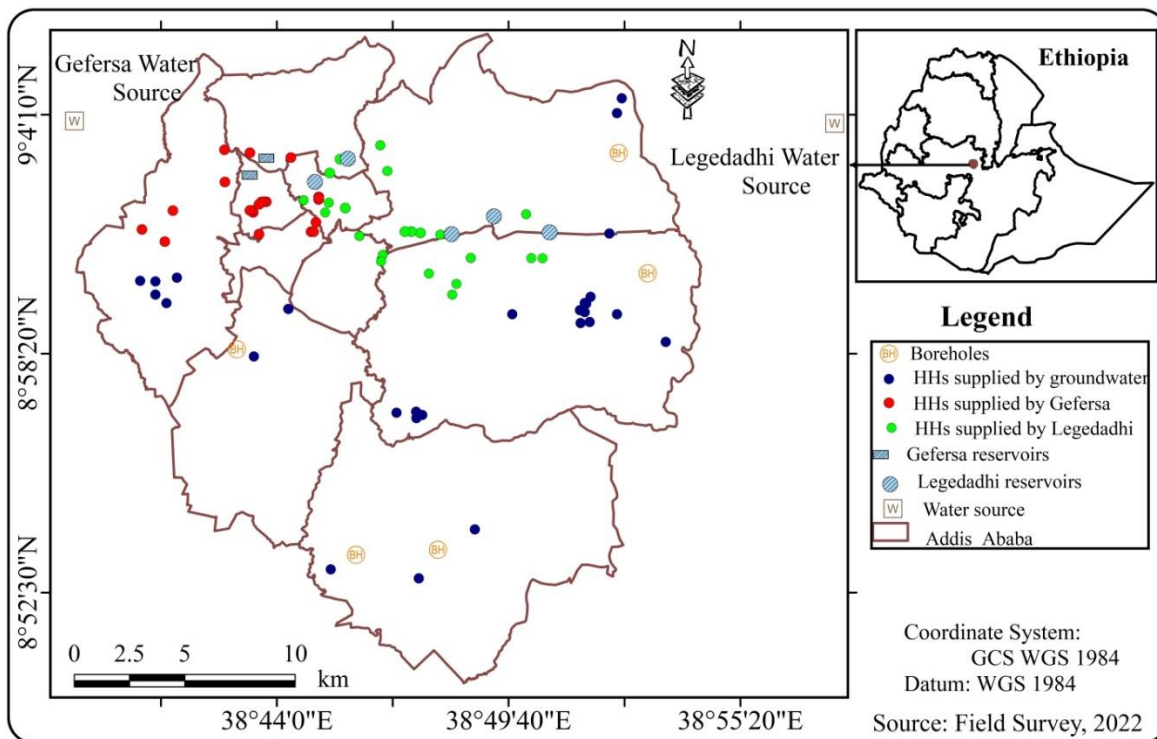 Gefersa Water
Source
N
W
W
Legedadhi Water
Source
BH
BH
BH
BH
BH
9°4'10"N
8°58'20"N
8°52'30"N
0 2.5 5 10
km
38°44'0"E 38°49'40"E 38°55'20"E
Ethiopia
Legend
BH Boreholes
HHs supplied by groundwater
HHs supplied by Gefersa
HHs supplied by Legedadhi
Gefersa reservoirs
Legedadhi reservoirs
W Water source
Addis Ababa
Coordinate System:
GCS WGS 1984
Datum: WGS 1984
Source: Field Survey, 2022